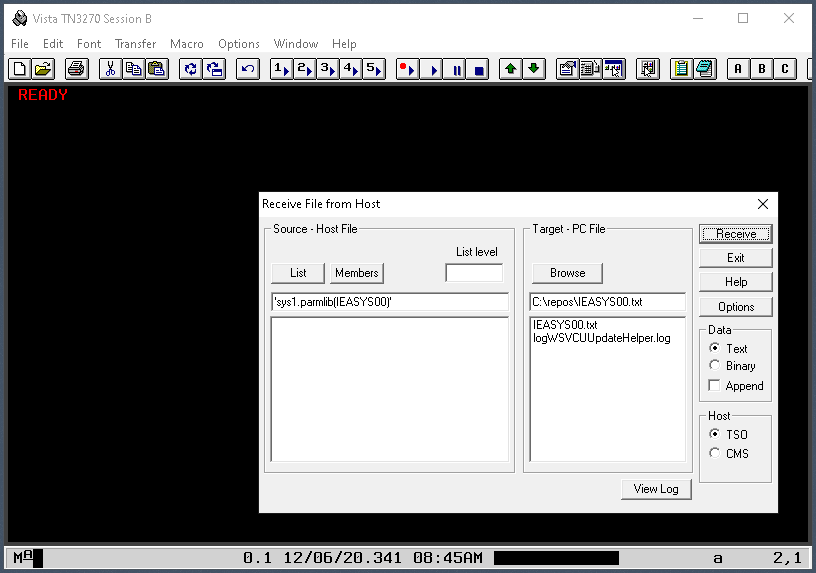 Vista TN3270 Session B
File Edit Font Transfer Macro Options Window Help
1 2 3 4 5 A B C
READY
Receive File from Host
Source - Host File
List level
List Members
'sys1.parmlib(IEASYS00)'
Target - PC File
Browse
C:\repos\IEASYS00.txt
IEASYS00.txt
logWSVCUUpdateHelper.log
Receive
Exit
Help
Options
Data
Text
Binary
Append
Host
TSO
CMS
View Log
MA 0.1 12/06/20.341 08:45AM a 2,1